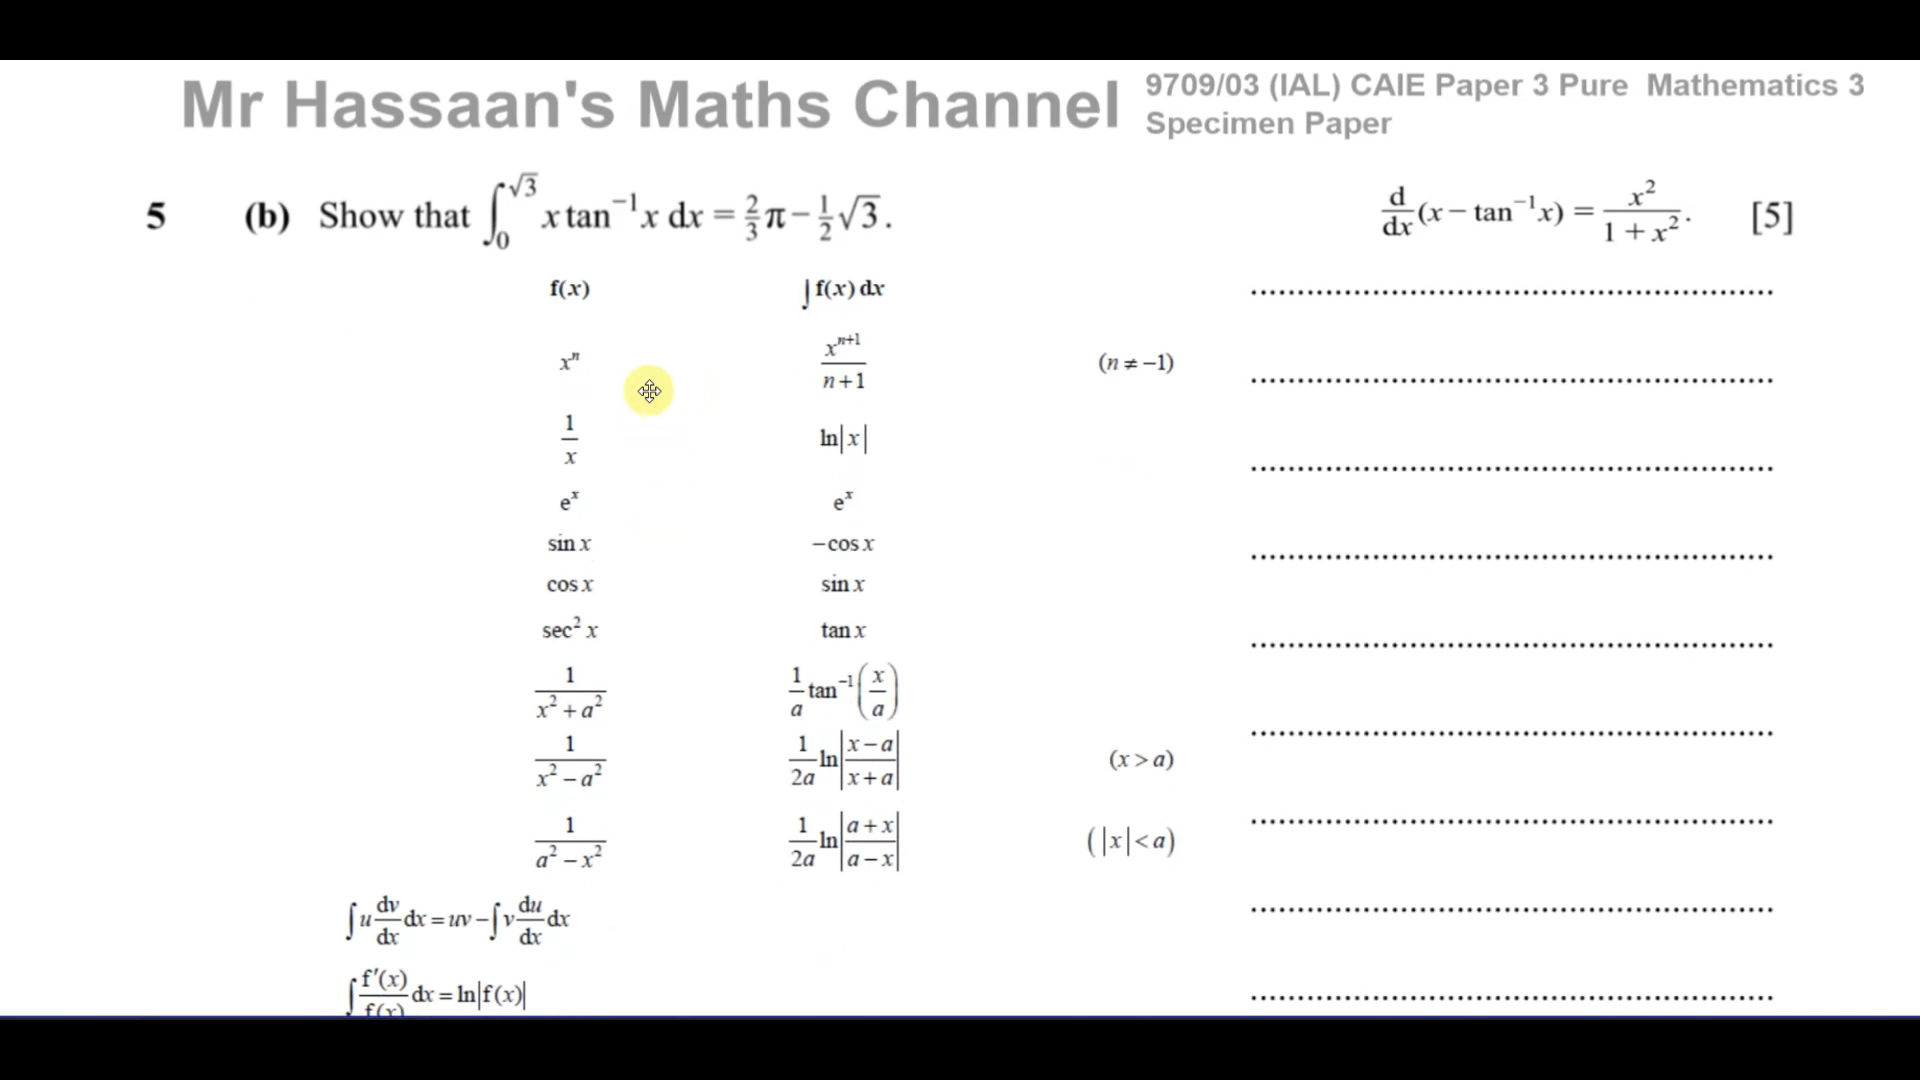 Mr Hassaan's Maths Channel
9709/03 (IAL) CAIE Paper 3 Pure Mathematics 3
Specimen Paper
5 (b) Show that ∫₀^√3 x tan⁻¹x dx = 2/3 π − 1/2 √3. d/dx (x − tan⁻¹x) = x²/(1 + x²). [5]
f(x) ∫ f(x) dx
xⁿ xⁿ⁺¹/(n+1) (n ≠ −1)
1/x ln|x|
eˣ eˣ
sin x −cos x
cos x sin x
sec² x tan x
1/(x² + a²) 1/a tan⁻¹(x/a)
1/(x² − a²) 1/2a ln|(x − a)/(x + a)| (x > a)
1/(a² − x²) 1/2a ln|(a + x)/(a − x)| (|x| < a)
∫ u dv/dx dx = uv − ∫ v du/dx dx
∫ f′(x)/f(x) dx = ln|f(x)|